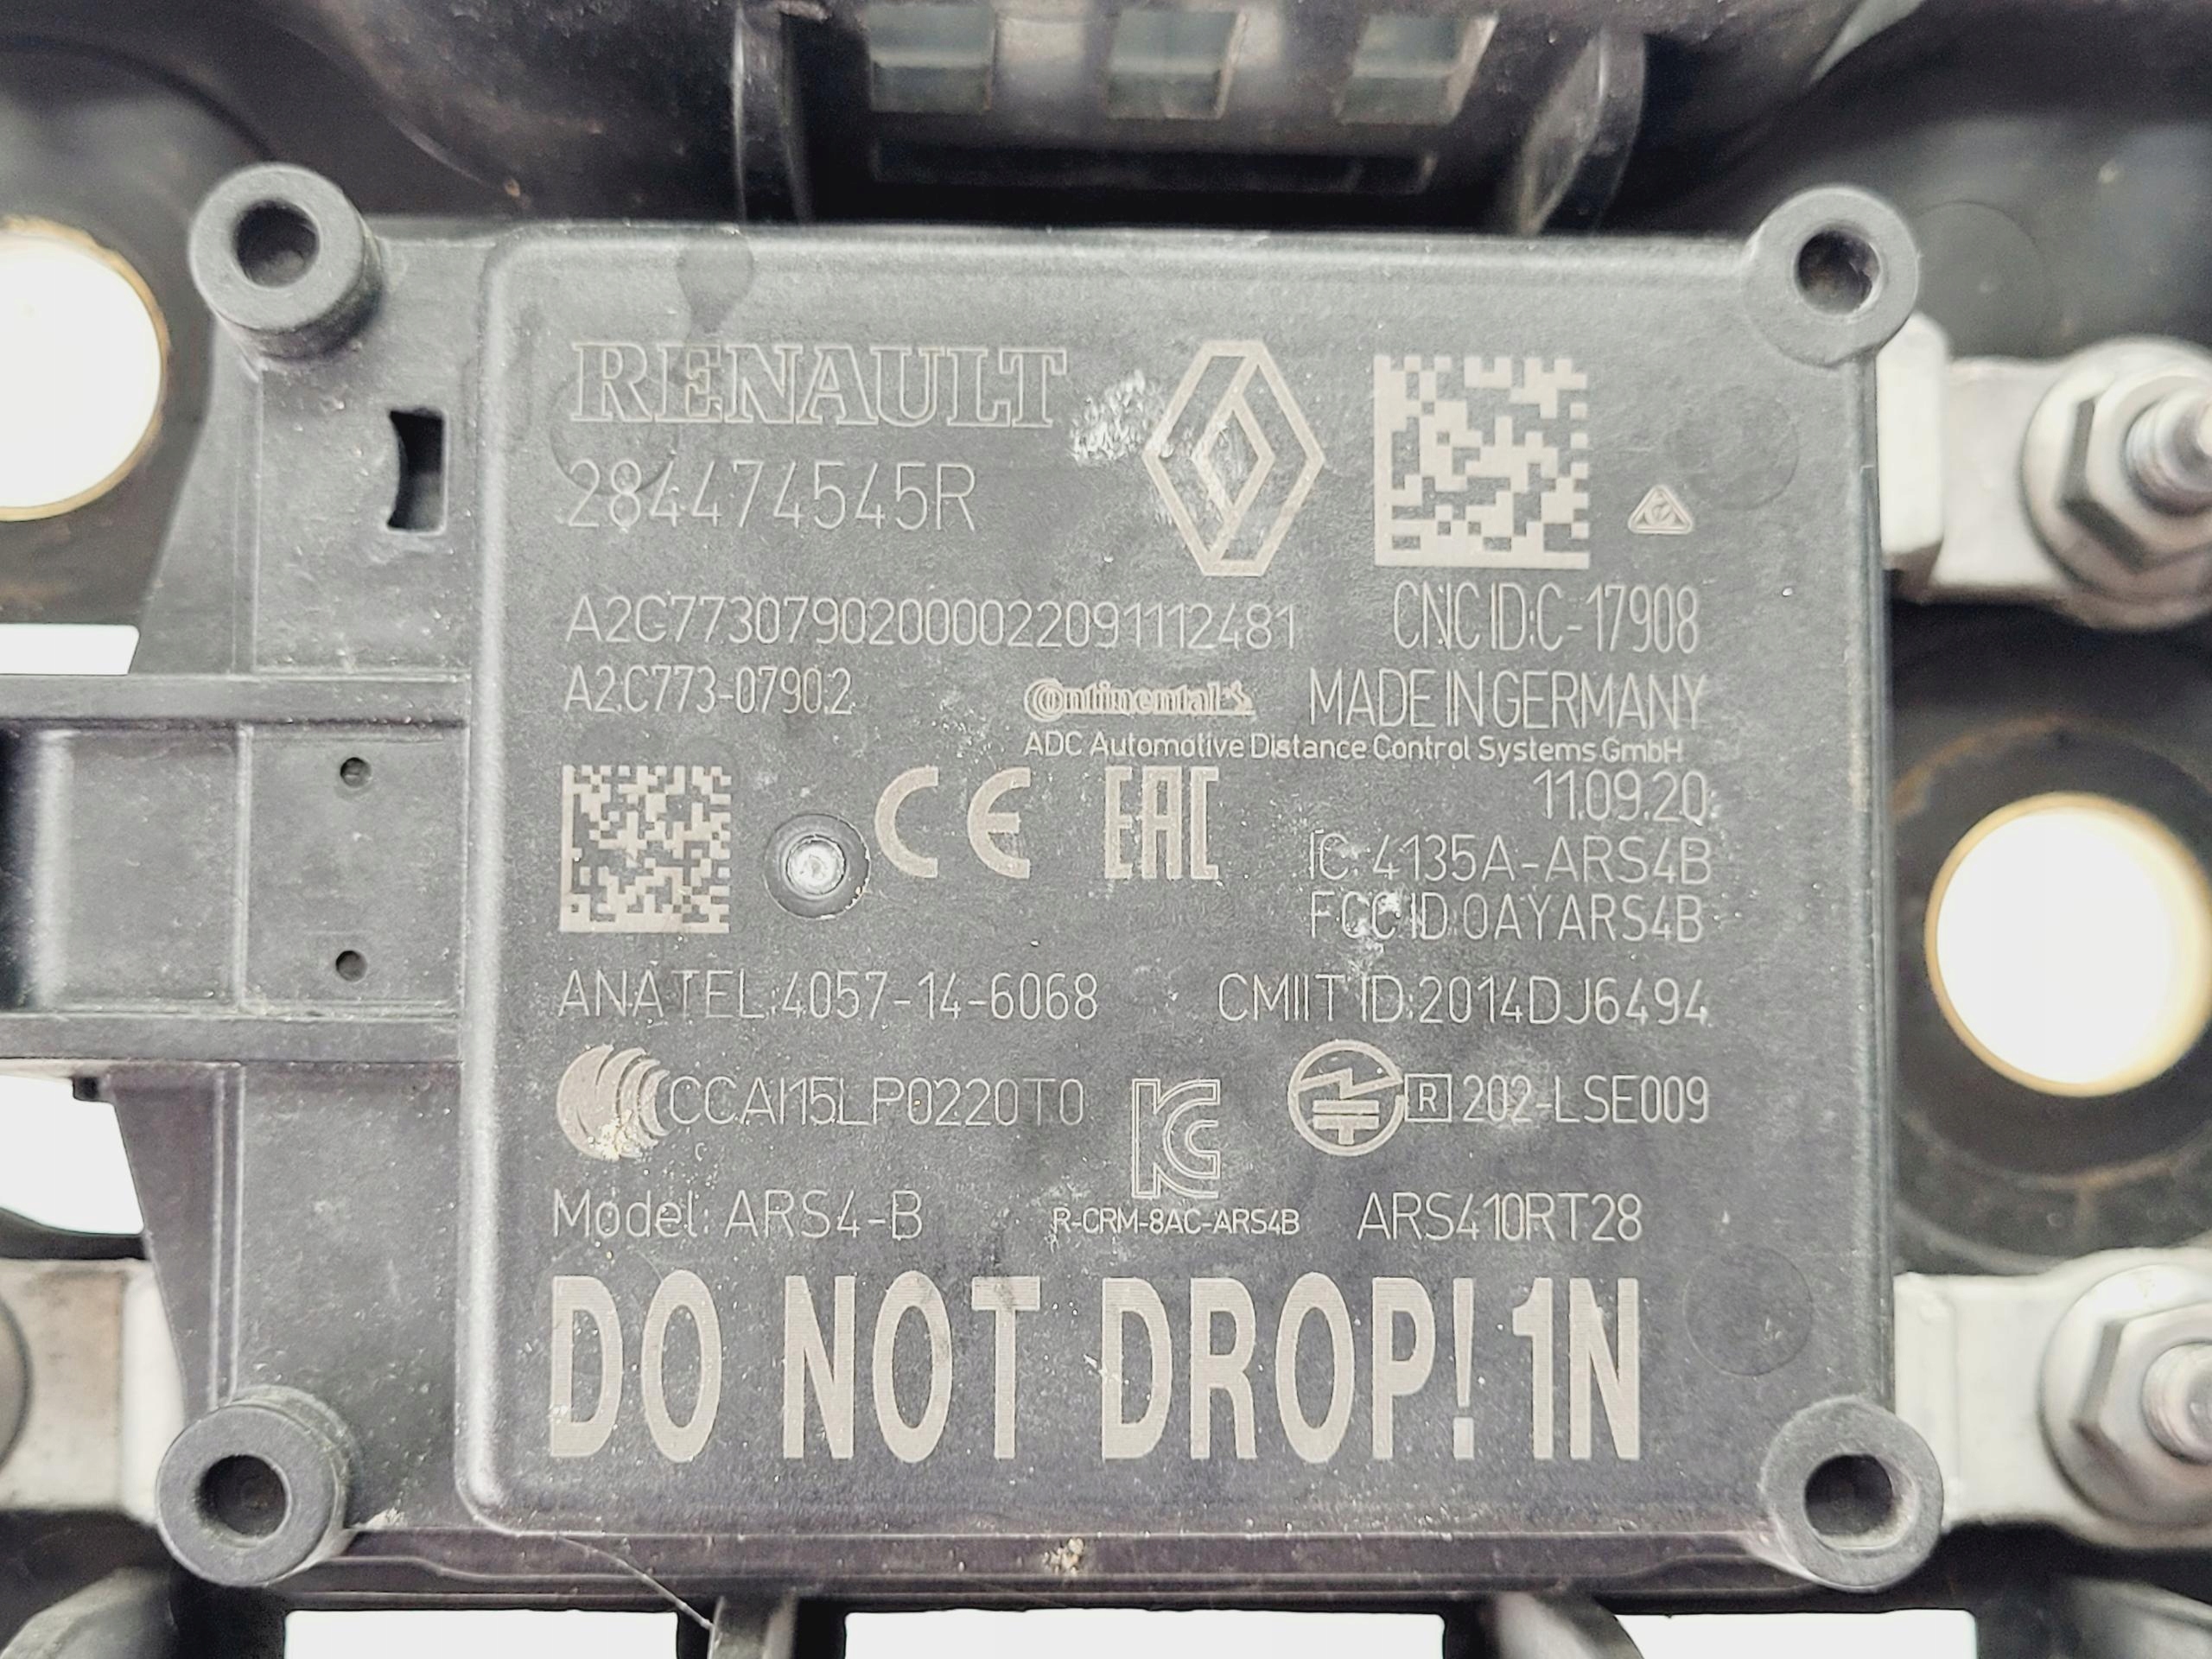 RENAULT
284474545R
A2C77307902000022091112481
CNC ID:C-17908
A2C773-0790.2
Continental
MADE IN GERMANY
ADC Automotive Distance Control Systems GmbH
11.09.20
CE EAC
IC: 4135A-ARS4B
FCC ID:OAYARS4B
ANATEL:4057-14-6068
CMIIT ID:2014DJ6494
CCAI15LP0220T0
R 202-LSE009
Model: ARS4-B
R-CRM-8AC-ARS4B
ARS410RT28
DO NOT DROP! 1N